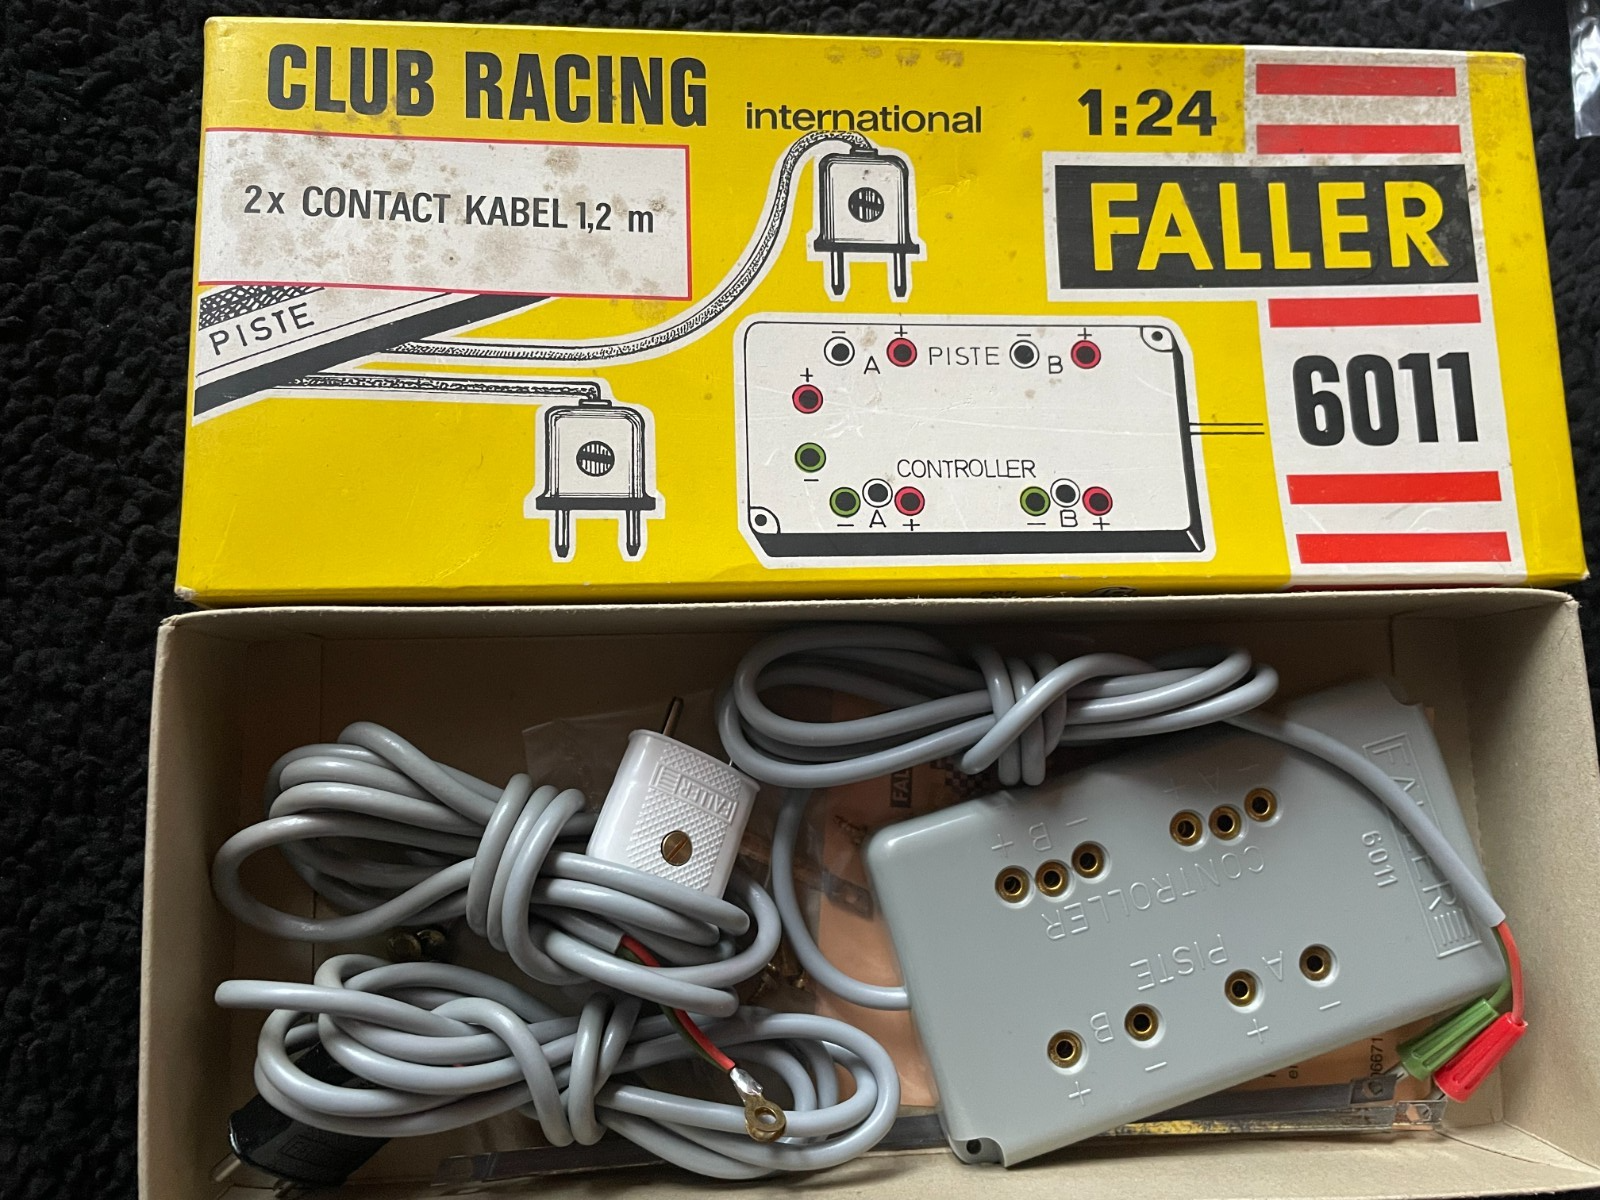 CLUB RACING
international
1:24
FALLER
2x CONTACT KABEL 1,2 m
PISTE
6011
- A + PISTE - B +
+
-
CONTROLLER
- A + - B +
FALLER
FALLER
6011
- A +
- B +
CONTROLLER
PISTE
- A +
- B +
06671